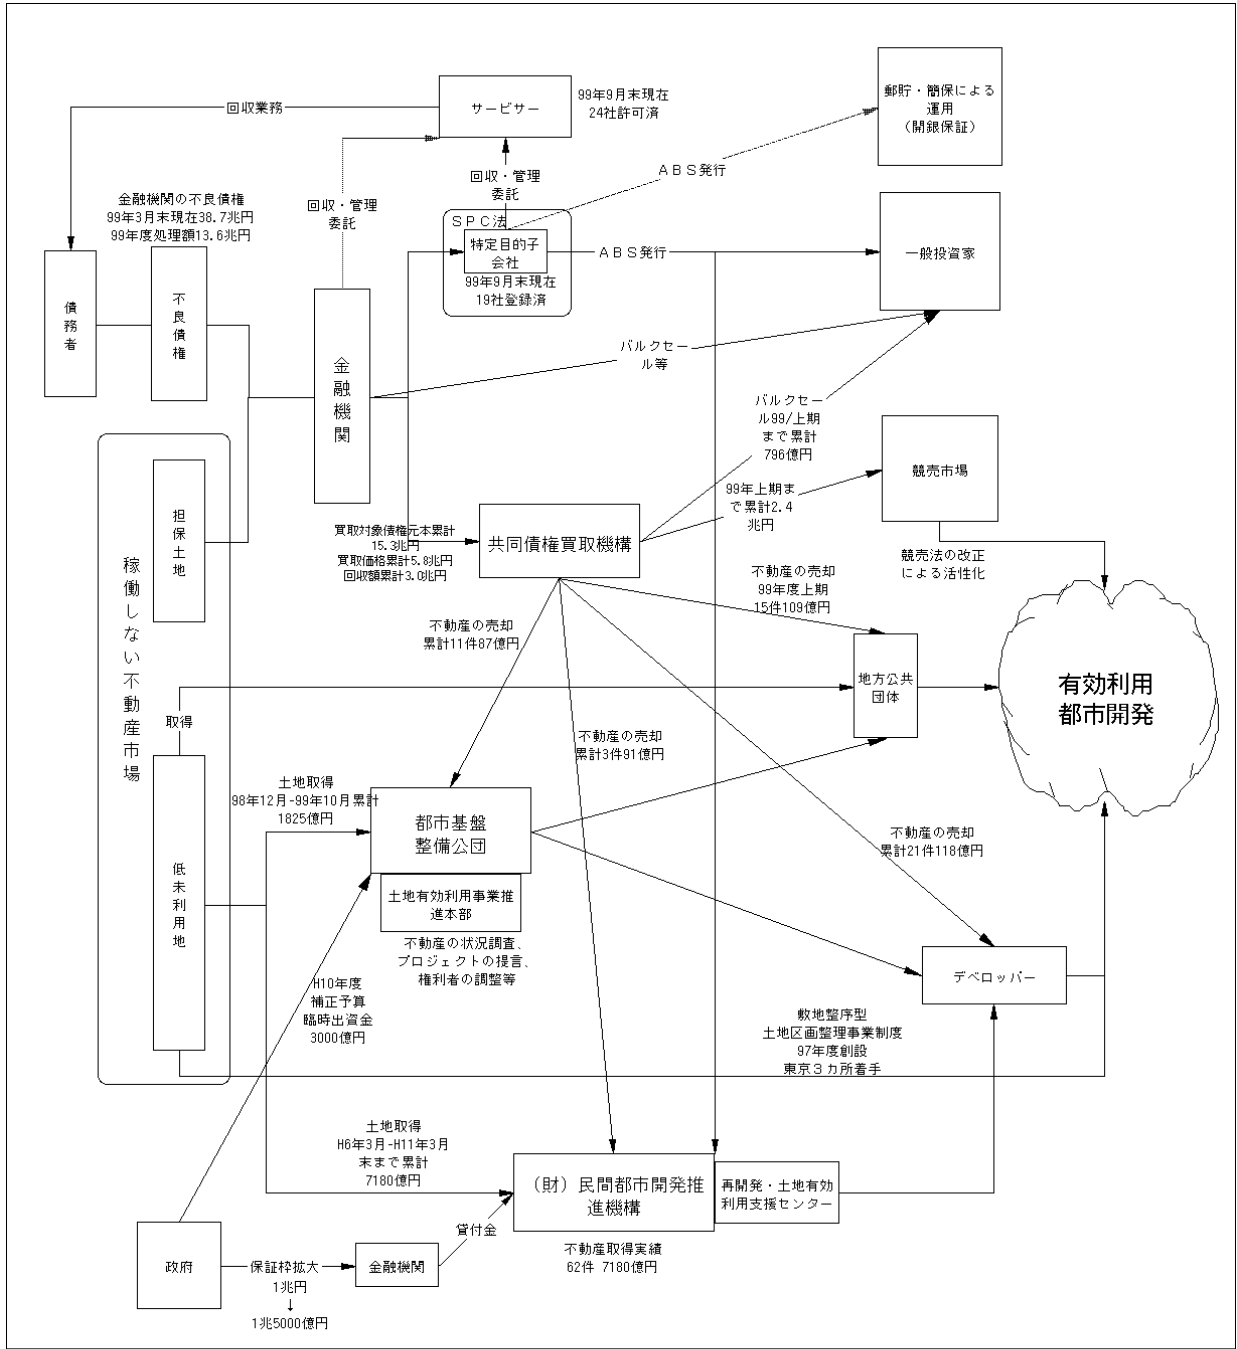 サービサー
99年9月末現在
24社許可済
郵貯・簡保による
運用
（開銀保証）
回収業務
回収・管理
委託
ＡＢＳ発行
金融機関の不良債権
99年3月末現在38.7兆円
99年度処理額13.6兆円
回収・管理
委託
ＳＰＣ法
特定目的子
会社
99年9月末現在
19社登録済
ＡＢＳ発行
一般投資家
債務者
不良債権
金融機関
バルクセー
ル等
バルクセー
ル99/上期
まで累計
796億円
競売市場
99年上期ま
で累計2.4
兆円
稼働しない不動産市場
担保土地
買取対象債権元本累計
15.3兆円
買取価格累計5.8兆円
回収額累計3.0兆円
共同債権買取機構
競売法の改正
による活性化
不動産の売却
99年度上期
15件109億円
不動産の売却
累計11件87億円
地方公共
団体
有効利用
都市開発
取得
不動産の売却
累計3件91億円
土地取得
98年12月-99年10月累計
1825億円
都市基盤
整備公団
不動産の売却
累計21件118億円
低未利用地
土地有効利用事業推
進本部
不動産の状況調査、
プロジェクトの提言、
権利者の調整等
デベロッパー
H10年度
補正予算
臨時出資金
3000億円
敷地整序型
土地区画整理事業制度
97年度創設
東京３カ所着手
土地取得
H6年3月-H11年3月
末まで累計
7180億円
（財）民間都市開発推
進機構
再開発・土地有効
利用支援センター
貸付金
不動産取得実績
62件 7180億円
政府
保証枠拡大
1兆円
↓
1兆5000億円
金融機関